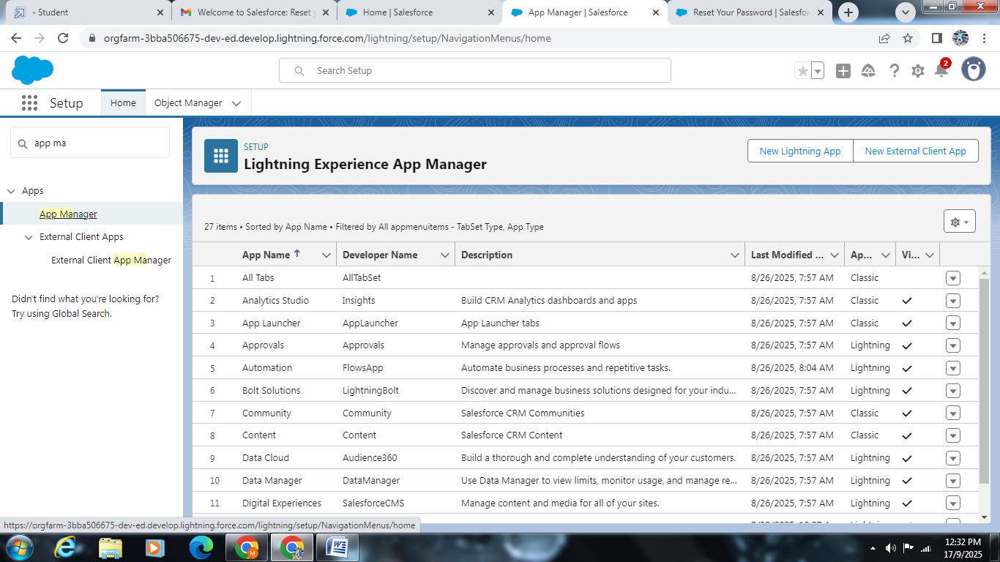 - Student
Welcome to Salesforce: Reset y
Home | Salesforce
App Manager | Salesforce
Reset Your Password | Salesfor
orgfarm-3bba506675-dev-ed.develop.lightning.force.com/lightning/setup/NavigationMenus/home
Search Setup
2
Setup
Home
Object Manager
app ma
Apps
App Manager
External Client Apps
External Client App Manager
Didn't find what you're looking for?
Try using Global Search.
SETUP
Lightning Experience App Manager
New Lightning App
New External Client App
27 items • Sorted by App Name • Filtered by All appmenuitems - TabSet Type, App Type
App Name Developer Name Description Last Modified ... Ap... Vi...
1 All Tabs AllTabSet 8/26/2025, 7:57 AM Classic
2 Analytics Studio Insights Build CRM Analytics dashboards and apps 8/26/2025, 7:57 AM Classic
3 App Launcher AppLauncher App Launcher tabs 8/26/2025, 7:57 AM Classic
4 Approvals Approvals Manage approvals and approval flows 8/26/2025, 7:57 AM Lightning
5 Automation FlowsApp Automate business processes and repetitive tasks. 8/26/2025, 8:04 AM Lightning
6 Bolt Solutions LightningBolt Discover and manage business solutions designed for your indu... 8/26/2025, 7:57 AM Lightning
7 Community Community Salesforce CRM Communities 8/26/2025, 7:57 AM Classic
8 Content Content Salesforce CRM Content 8/26/2025, 7:57 AM Classic
9 Data Cloud Audience360 Build a thorough and complete understanding of your customers. 8/26/2025, 7:57 AM Lightning
10 Data Manager DataManager Use Data Manager to view limits, monitor usage, and manage re... 8/26/2025, 7:57 AM Lightning
11 Digital Experiences SalesforceCMS Manage content and media for all of your sites. 8/26/2025, 7:57 AM Lightning
https://orgfarm-3bba506675-dev-ed.develop.lightning.force.com/lightning/setup/NavigationMenus/home
M
12:32 PM
17/9/2025